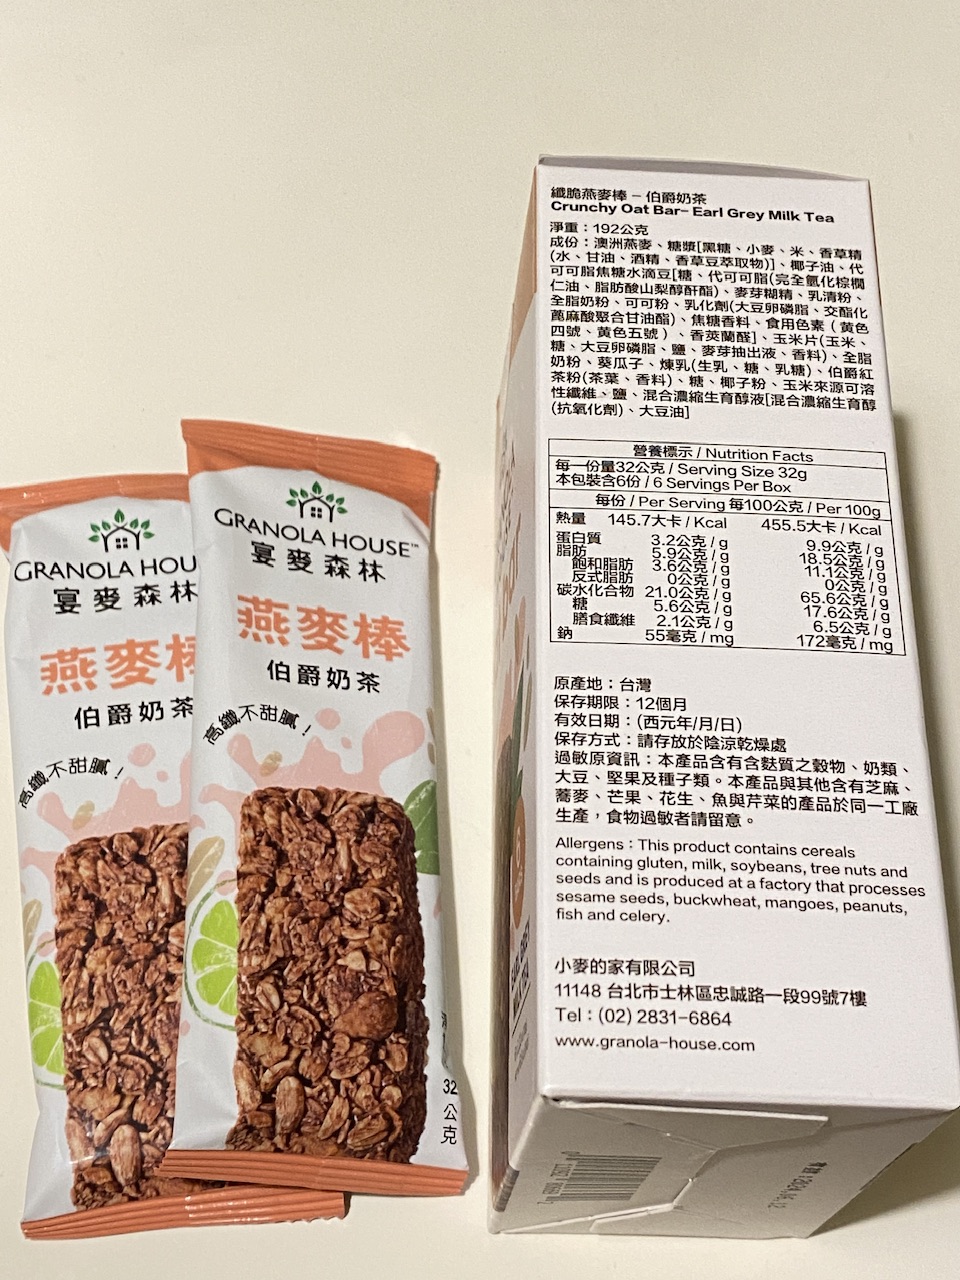 GRANOLA HOU
宴麥森林
燕麥棒
伯爵奶茶
高纖不甜膩！
GRANOLA HOUSE™
宴麥森林
燕麥棒
伯爵奶茶
高纖不甜膩！
32
公
克
纖脆燕麥棒 – 伯爵奶茶
Crunchy Oat Bar– Earl Grey Milk Tea
淨重：192公克
成份：澳洲燕麥、糖漿[黑糖、小麥、米、香草精
(水、甘油、酒精、香草豆萃取物)]、椰子油、代
可可脂焦糖水滴豆[糖、代可可脂(完全氫化棕櫚
仁油、脂肪酸山梨醇酐酯)、麥芽糊精、乳清粉、
全脂奶粉、可可粉、乳化劑(大豆卵磷脂、交酯化
蓖麻酸聚合甘油酯)、焦糖香料、食用色素（黃色
四號、黃色五號）、香莢蘭醛]、玉米片(玉米、
糖、大豆卵磷脂、鹽、麥芽抽出液、香料)、全脂
奶粉、葵瓜子、煉乳(生乳、糖、乳糖)、伯爵紅
茶粉(茶葉、香料)、糖、椰子粉、玉米來源可溶
性纖維、鹽、混合濃縮生育醇液[混合濃縮生育醇
(抗氧化劑)、大豆油]
營養標示 / Nutrition Facts
每一份量32公克 / Serving Size 32g
本包裝含6份 / 6 Servings Per Box
每份 / Per Serving 每100公克 / Per 100g
熱量 145.7大卡 / Kcal 455.5大卡 / Kcal
蛋白質 3.2公克 / g 9.9公克 / g
脂肪 5.9公克 / g 18.5公克 / g
飽和脂肪 3.6公克 / g 11.1公克 / g
反式脂肪 0公克 / g 0公克 / g
碳水化合物 21.0公克 / g 65.6公克 / g
糖 5.6公克 / g 17.6公克 / g
膳食纖維 2.1公克 / g 6.5公克 / g
鈉 55毫克 / mg 172毫克 / mg
原產地：台灣
保存期限：12個月
有效日期：(西元年/月/日)
保存方式：請存放於陰涼乾燥處
過敏原資訊：本產品含有含麩質之穀物、奶類、
大豆、堅果及種子類。本產品與其他含有芝麻、
蕎麥、芒果、花生、魚與芹菜的產品於同一工廠
生產，食物過敏者請留意。
Allergens：This product contains cereals
containing gluten, milk, soybeans, tree nuts and
seeds and is produced at a factory that processes
sesame seeds, buckwheat, mangoes, peanuts,
fish and celery.
小麥的家有限公司
11148 台北市士林區忠誠路一段99號7樓
Tel：(02) 2831-6864
www.granola-house.com